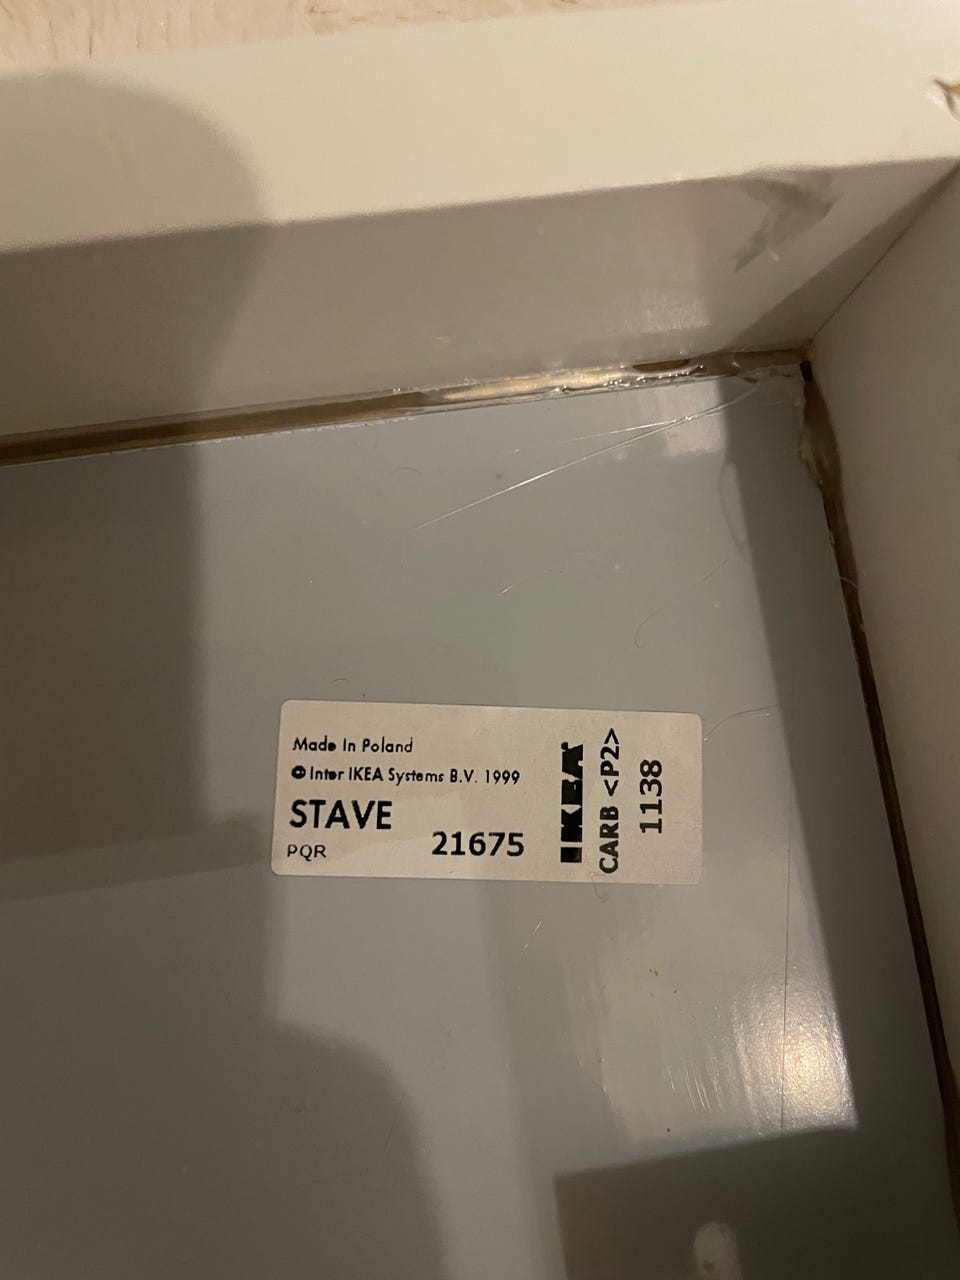 Made In Poland
© Inter IKEA Systems B.V. 1999
STAVE
PQR
21675
IKEA
CARB <P2>
1138